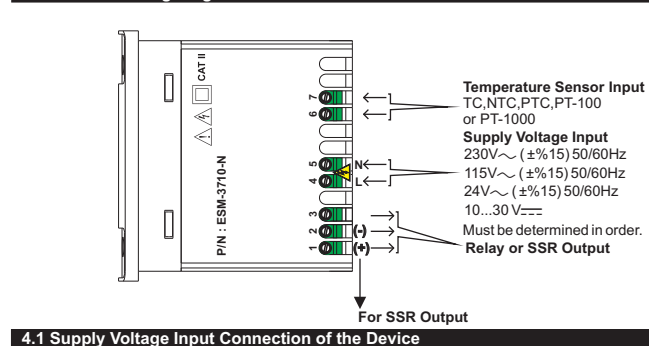 CAT II
P/N : ESM-3710-N
7
6
5
4
3
2
1
N
L
(-)
(+)
Temperature Sensor Input
TC,NTC,PTC,PT-100
or PT-1000
Supply Voltage Input
230V～ ( ±%15) 50/60Hz
115V～ ( ±%15) 50/60Hz
24V～ ( ±%15) 50/60Hz
10...30 V⎓
Must be determined in order.
Relay or SSR Output
For SSR Output
4.1 Supply Voltage Input Connection of the Device